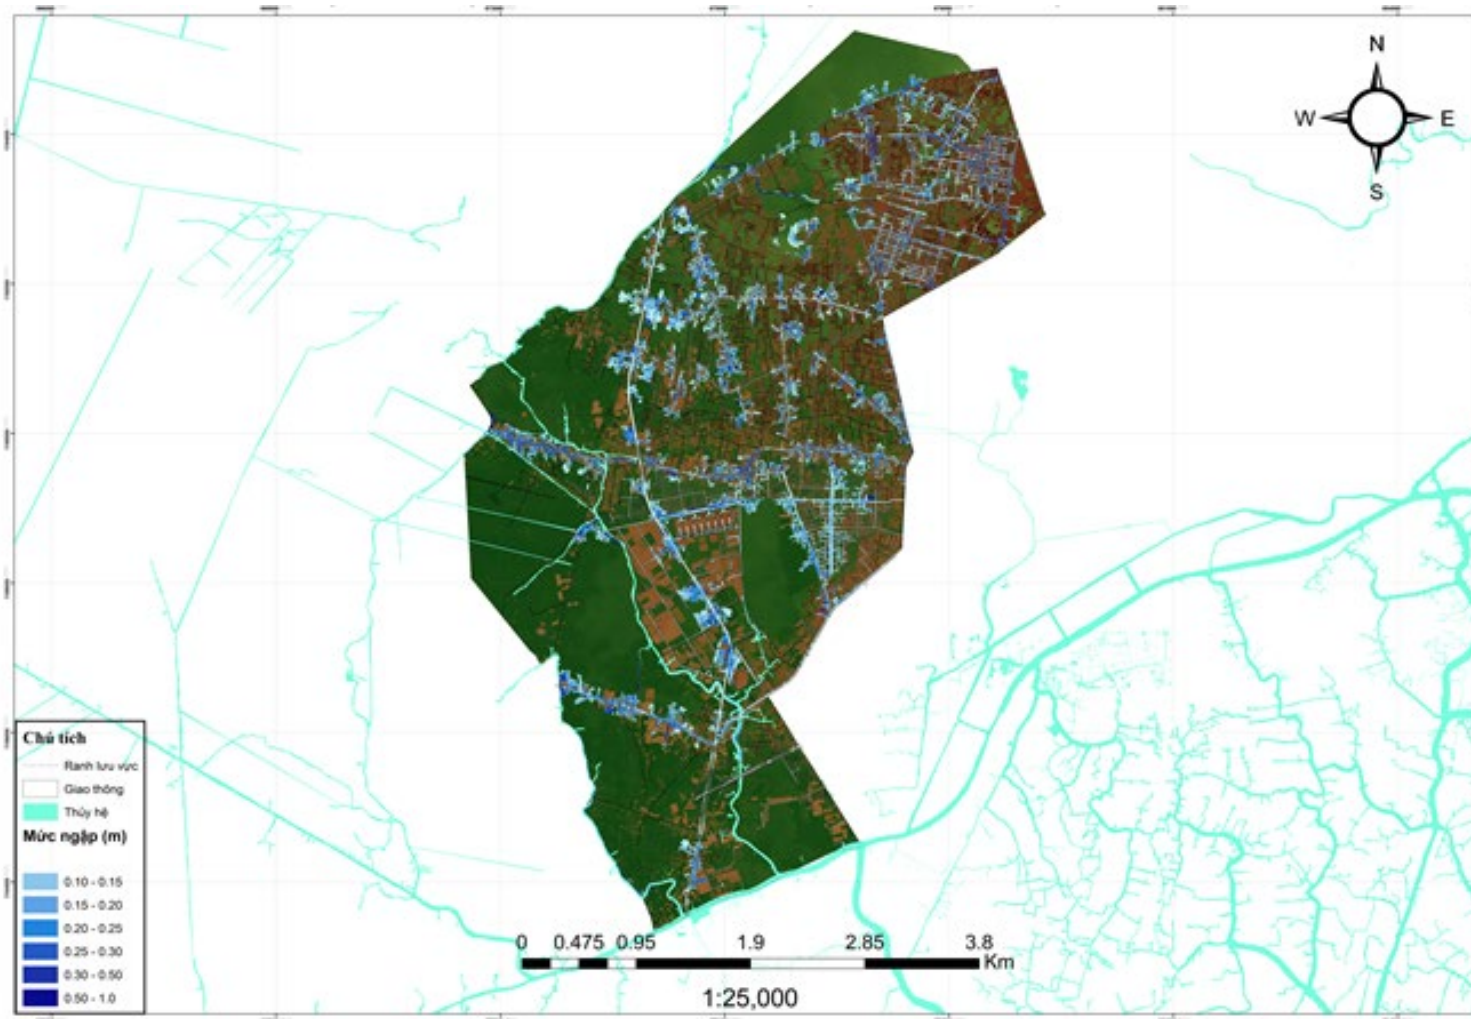 N
W E
S
Chú tích
Ranh lưu vực
Giao thông
Thủy hệ
Mức ngập (m)
0.10 - 0.15
0.15 - 0.20
0.20 - 0.25
0.25 - 0.30
0.30 - 0.50
0.50 - 1.0
0 0.475 0.95 1.9 2.85 3.8
Km
1:25,000